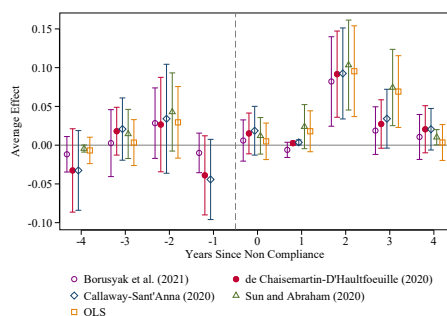 0.15
0.10
Average Effect
0.05
0.00
-0.05
-0.10
-4 -3 -2 -1 0 1 2 3 4
Years Since Non Compliance
Borusyak et al. (2021) de Chaisemartin-D'Haultfoeuille (2020)
Callaway-Sant'Anna (2020) Sun and Abraham (2020)
OLS